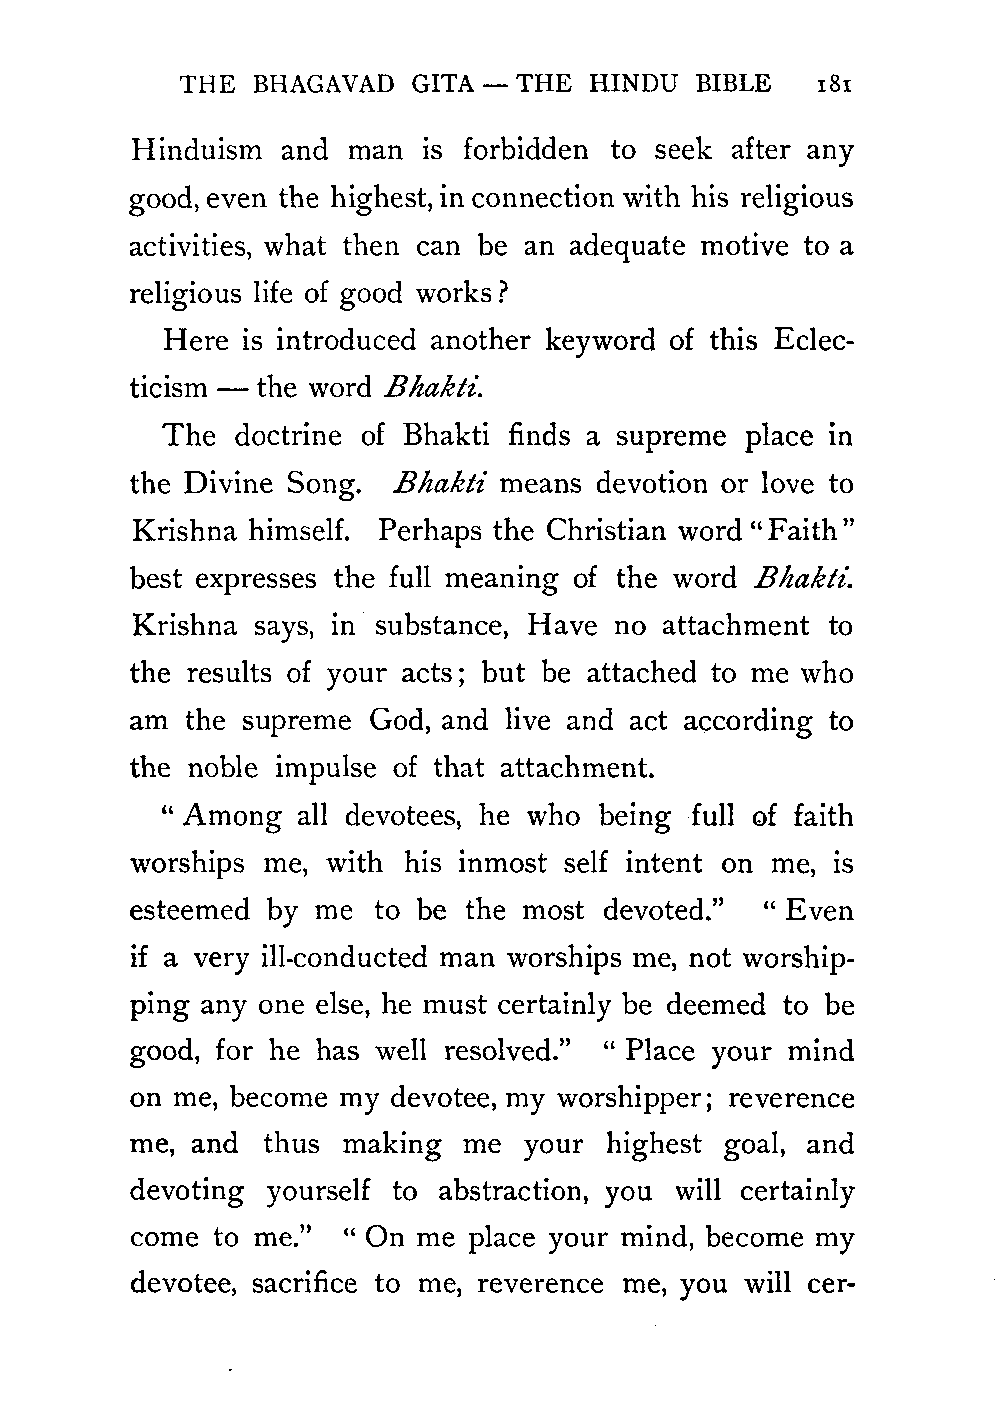 THE BHAGAVAD GITA — THE HINDU BIBLE 181
Hinduism and man is forbidden to seek after any
good, even the highest, in connection with his religious
activities, what then can be an adequate motive to a
religious life of good works?
Here is introduced another keyword of this Eclec-
ticism — the word Bhakti.
The doctrine of Bhakti finds a supreme place in
the Divine Song. Bhakti means devotion or love to
Krishna himself. Perhaps the Christian word "Faith"
best expresses the full meaning of the word Bhakti.
Krishna says, in substance, Have no attachment to
the results of your acts; but be attached to me who
am the supreme God, and live and act according to
the noble impulse of that attachment.
"Among all devotees, he who being full of faith
worships me, with his inmost self intent on me, is
esteemed by me to be the most devoted." "Even
if a very ill-conducted man worships me, not worship-
ping any one else, he must certainly be deemed to be
good, for he has well resolved." "Place your mind
on me, become my devotee, my worshipper; reverence
me, and thus making me your highest goal, and
devoting yourself to abstraction, you will certainly
come to me." "On me place your mind, become my
devotee, sacrifice to me, reverence me, you will cer-